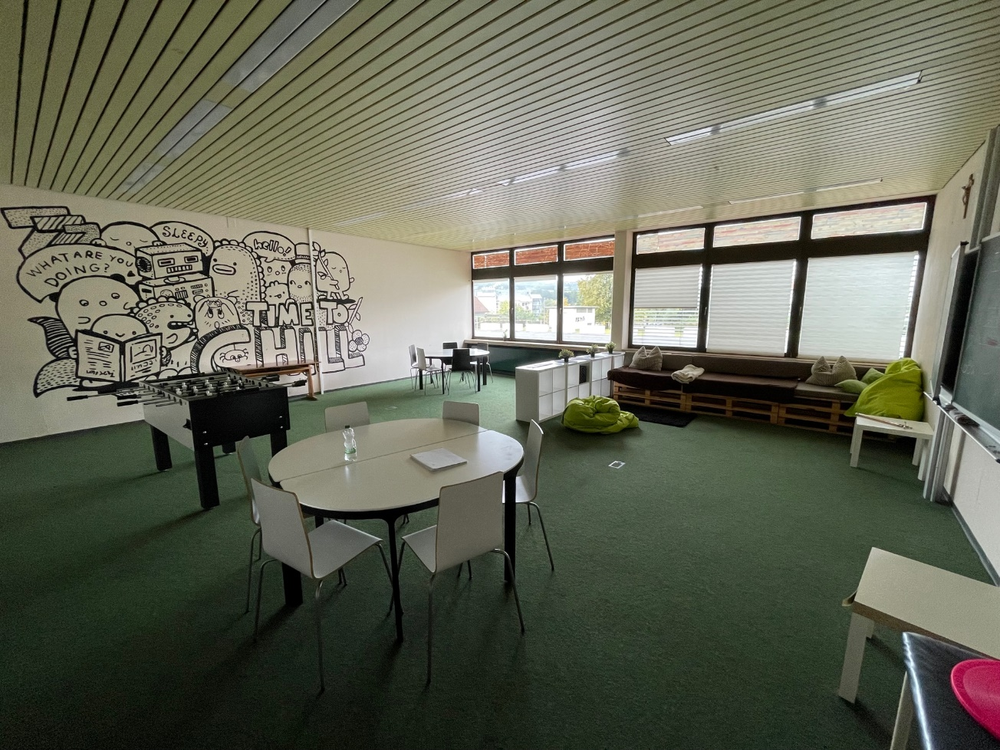 SLEEPY
hello!
WHAT ARE YOU
DOING?
TIME TO
CHILL